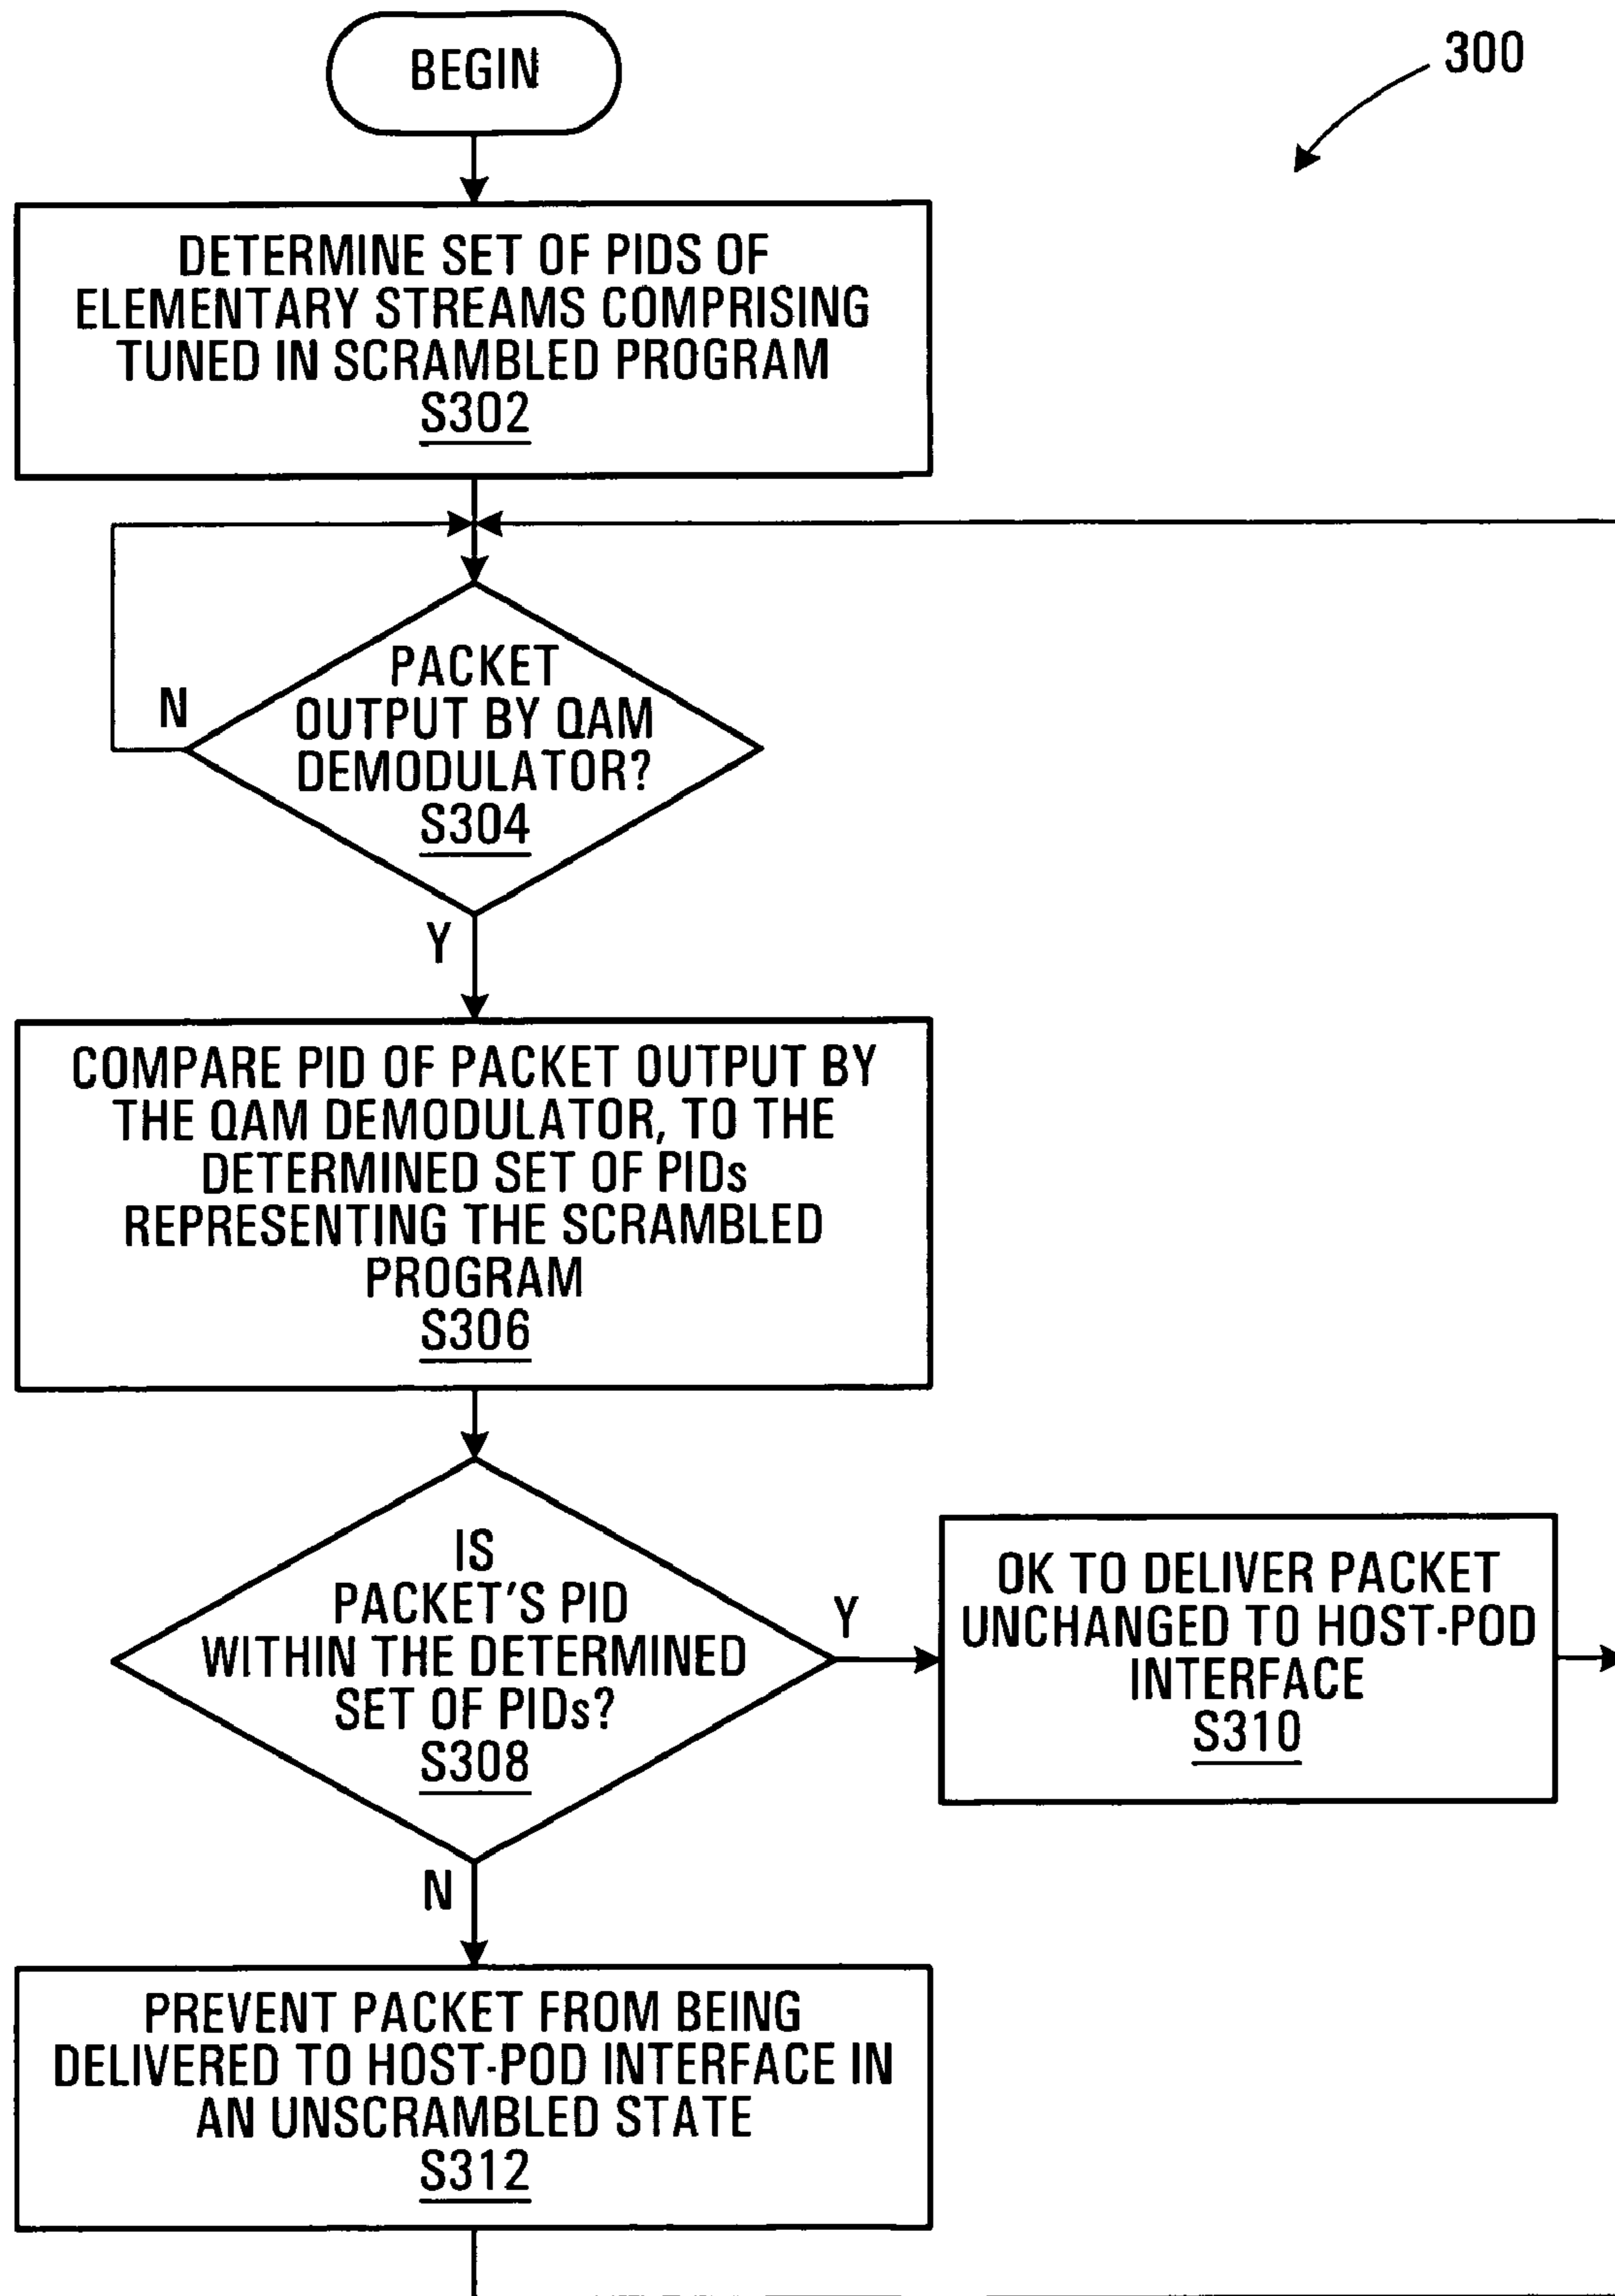 BEGIN
300
DETERMINE SET OF PIDS OF
ELEMENTARY STREAMS COMPRISING
TUNED IN SCRAMBLED PROGRAM
S302
PACKET
OUTPUT BY QAM
DEMODULATOR?
S304
N
Y
COMPARE PID OF PACKET OUTPUT BY
THE QAM DEMODULATOR, TO THE
DETERMINED SET OF PIDs
REPRESENTING THE SCRAMBLED
PROGRAM
S306
IS
PACKET'S PID
WITHIN THE DETERMINED
SET OF PIDs?
S308
Y
OK TO DELIVER PACKET
UNCHANGED TO HOST-POD
INTERFACE
S310
N
PREVENT PACKET FROM BEING
DELIVERED TO HOST-POD INTERFACE IN
AN UNSCRAMBLED STATE
S312